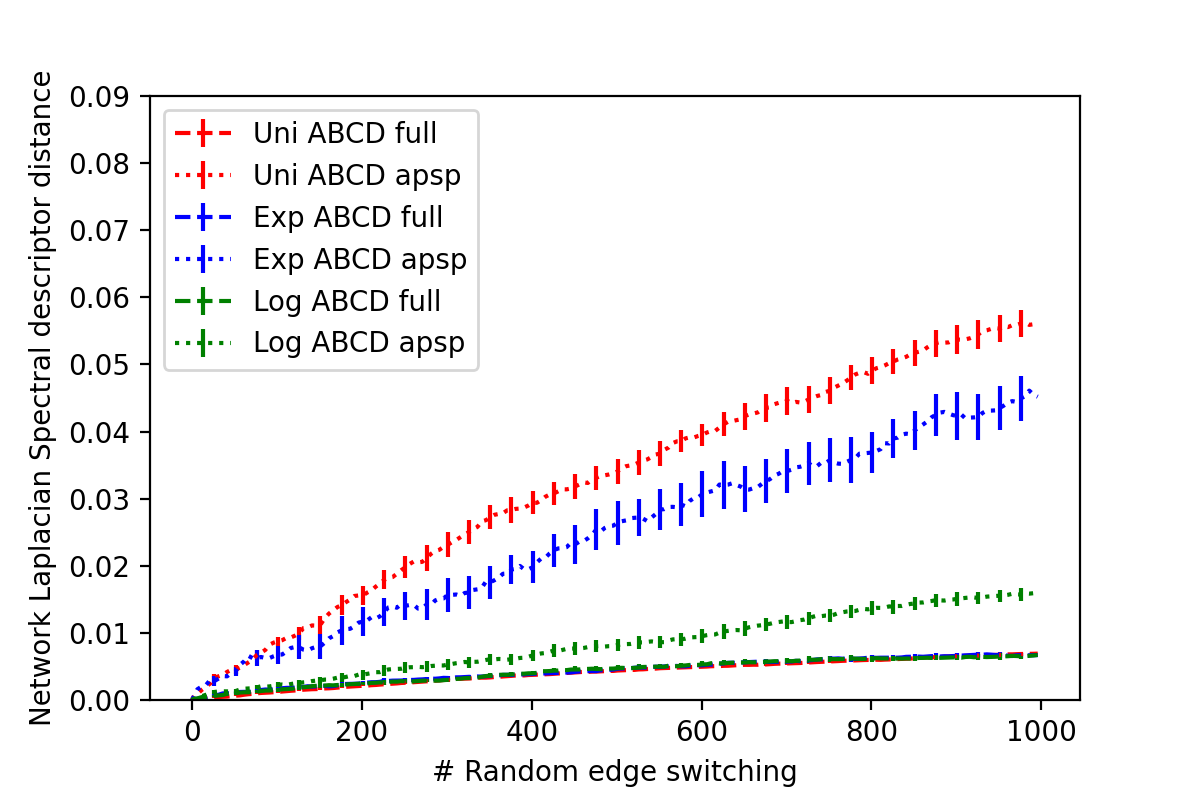 Network Laplacian Spectral descriptor distance
0.09
0.08
0.07
0.06
0.05
0.04
0.03
0.02
0.01
0.00
Uni ABCD full
Uni ABCD apsp
Exp ABCD full
Exp ABCD apsp
Log ABCD full
Log ABCD apsp
0 200 400 600 800 1000
# Random edge switching